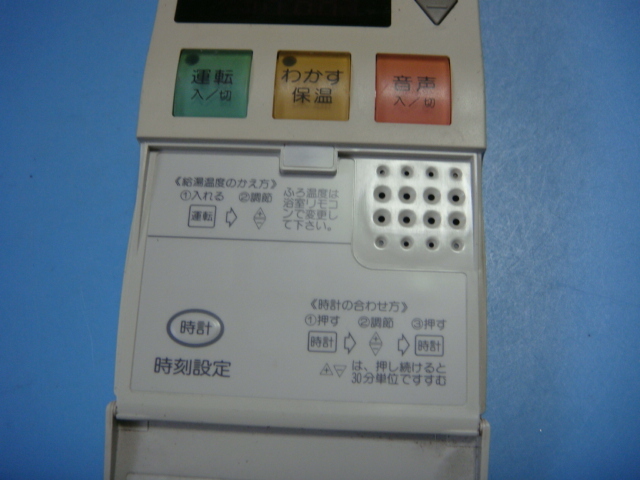 運転
入／切
わかす
保温
音声
入／切
《給湯温度のかえ方》
①入れる ②調節
運転
ふろ温度は
浴室リモコ
ンで変更し
て下さい。
時計
時刻設定
《時計の合わせ方》
①押す ②調節 ③押す
時計 時計
は、押し続けると
30分単位ですすむ